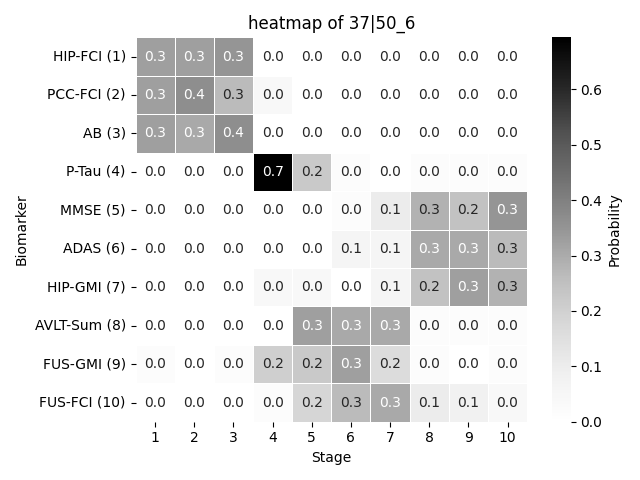 heatmap of 37|50_6
HIP-FCI (1) 0.3 0.3 0.3 0.0 0.0 0.0 0.0 0.0 0.0 0.0
PCC-FCI (2) 0.3 0.4 0.3 0.0 0.0 0.0 0.0 0.0 0.0 0.0
AB (3) 0.3 0.3 0.4 0.0 0.0 0.0 0.0 0.0 0.0 0.0
P-Tau (4) 0.0 0.0 0.0 0.7 0.2 0.0 0.0 0.0 0.0 0.0
MMSE (5) 0.0 0.0 0.0 0.0 0.0 0.0 0.1 0.3 0.2 0.3
ADAS (6) 0.0 0.0 0.0 0.0 0.0 0.1 0.1 0.3 0.3 0.3
HIP-GMI (7) 0.0 0.0 0.0 0.0 0.0 0.0 0.1 0.2 0.3 0.3
AVLT-Sum (8) 0.0 0.0 0.0 0.0 0.3 0.3 0.3 0.0 0.0 0.0
FUS-GMI (9) 0.0 0.0 0.0 0.2 0.2 0.3 0.2 0.0 0.0 0.0
FUS-FCI (10) 0.0 0.0 0.0 0.0 0.2 0.3 0.3 0.1 0.1 0.0
1 2 3 4 5 6 7 8 9 10
Stage
Biomarker
0.6
0.5
0.4
0.3
0.2
0.1
0.0
Probability